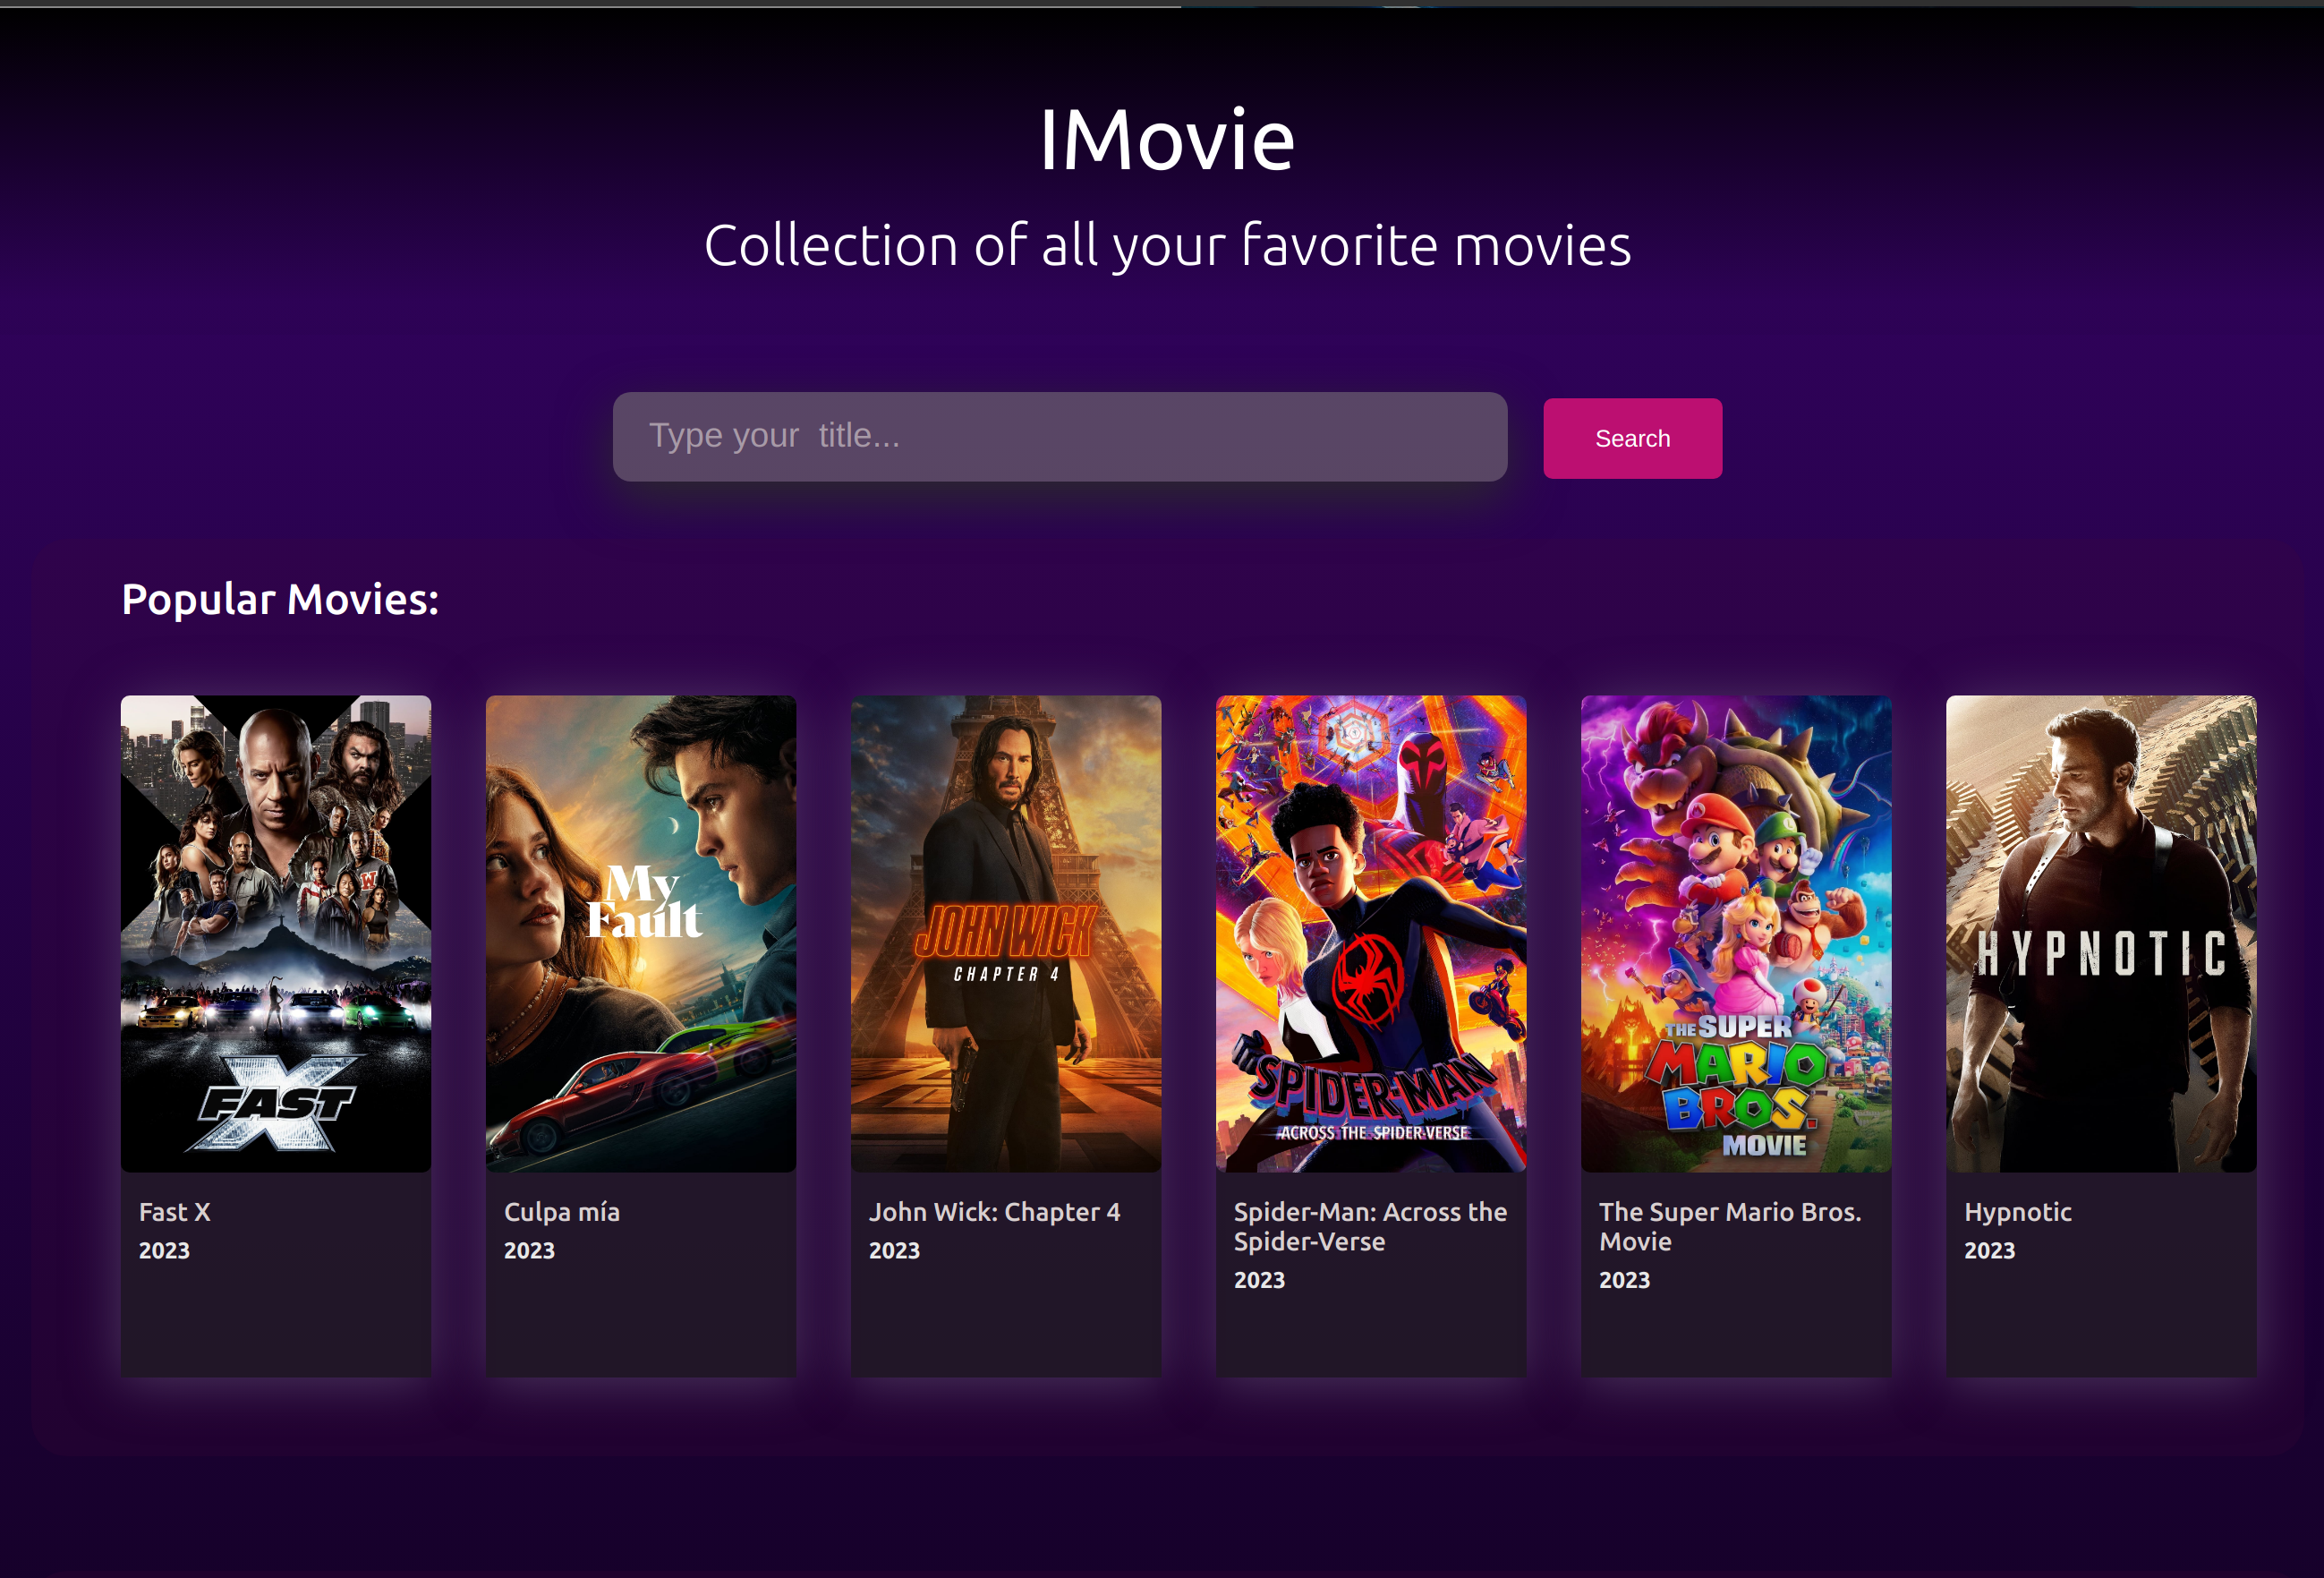 IMovie
Collection of all your favorite movies
Type your  title...
Search
Popular Movies:
FAST X
My
Fault
JOHN WICK
CHAPTER 4
SPIDER-MAN
ACROSS THE SPIDER-VERSE
THE SUPER
MARIO
BROS.
MOVIE
HYPNOTIC
Fast X
2023
Culpa mía
2023
John Wick: Chapter 4
2023
Spider-Man: Across the
Spider-Verse
2023
The Super Mario Bros.
Movie
2023
Hypnotic
2023